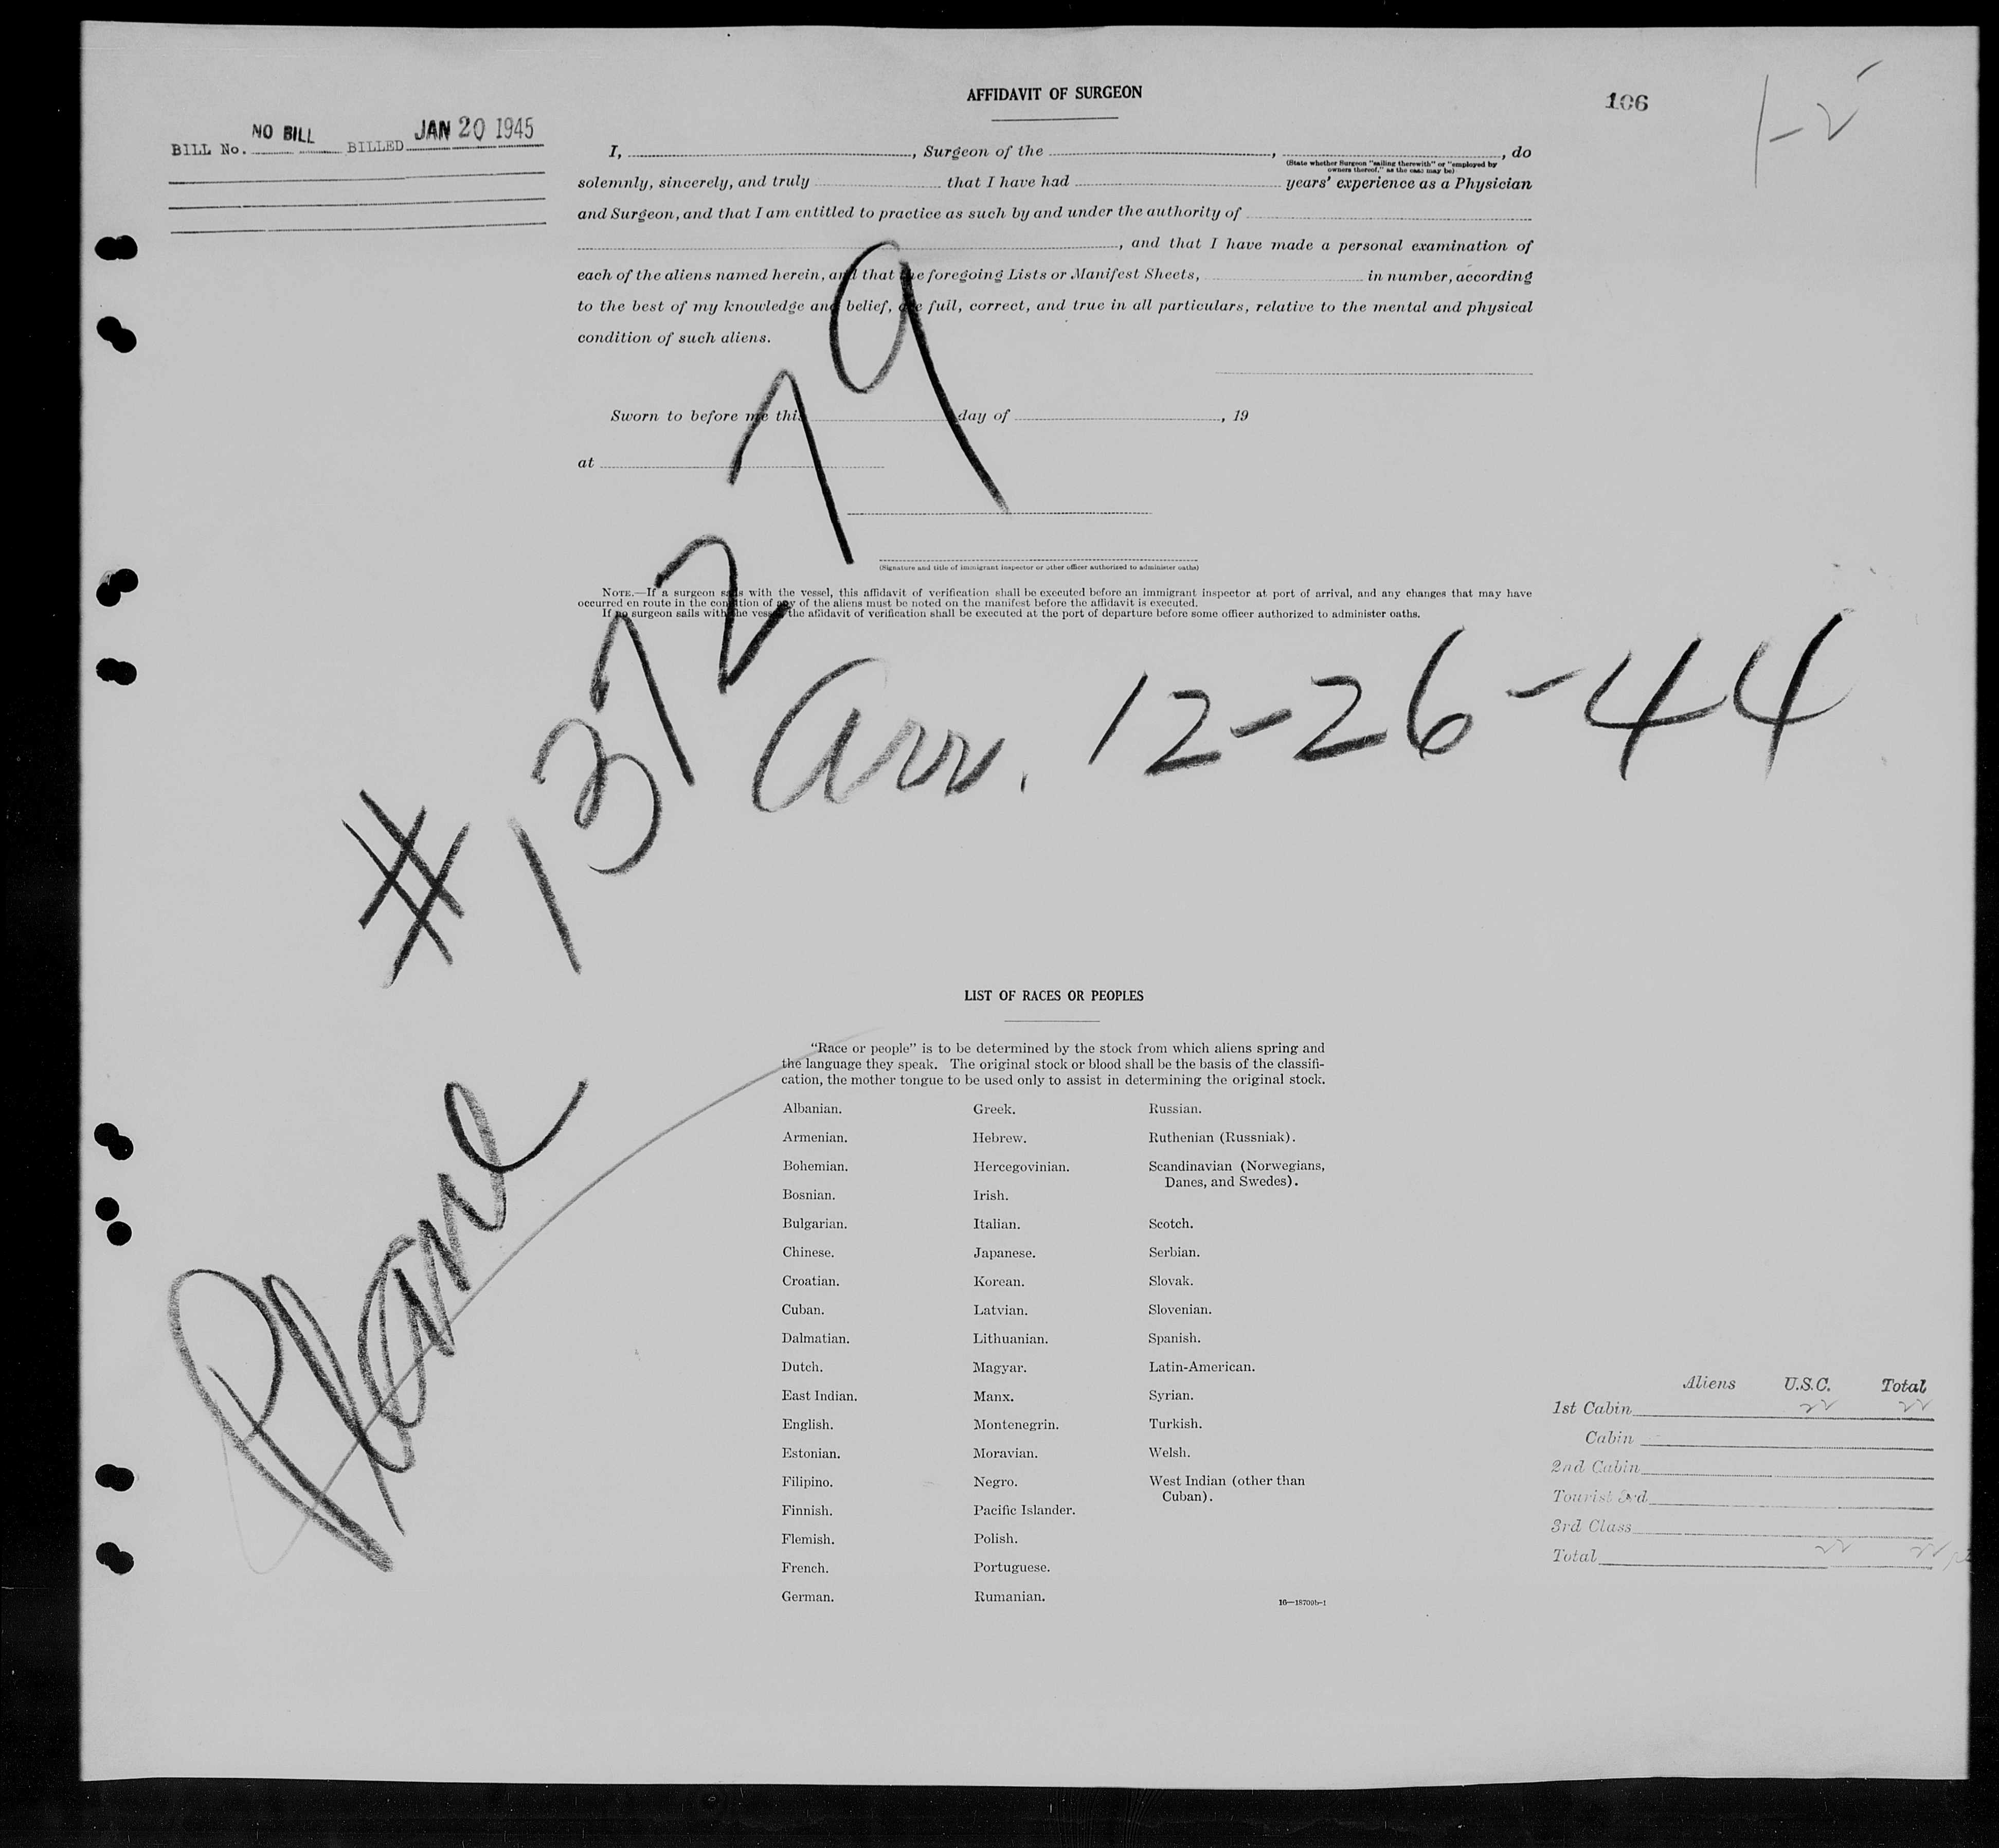 AFFIDAVIT OF SURGEON
106
1-2
BILL No. NO BILL BILLED JAN 20 1945
I, , Surgeon of the , , do
(State whether Surgeon "sailing therewith" or "employed by
owners thereof," as the case may be)
solemnly, sincerely, and truly that I have had years' experience as a Physician
and Surgeon, and that I am entitled to practice as such by and under the authority of
, and that I have made a personal examination of
each of the aliens named herein, and that the foregoing Lists or Manifest Sheets, in number, according
to the best of my knowledge and belief, are full, correct, and true in all particulars, relative to the mental and physical
condition of such aliens.
Sworn to before me this day of , 19
at
(Signature and title of immigrant inspector or other officer authorized to administer oaths)
NOTE.—If a surgeon sails with the vessel, this affidavit of verification shall be executed before an immigrant inspector at port of arrival, and any changes that may have
occurred en route in the condition of any of the aliens must be noted on the manifest before the affidavit is executed.
If no surgeon sails with the vessel the affidavit of verification shall be executed at the port of departure before some officer authorized to administer oaths.
#137279
Arr. 12-26-44
Plane
LIST OF RACES OR PEOPLES
"Race or people" is to be determined by the stock from which aliens spring and
the language they speak. The original stock or blood shall be the basis of the classifi-
cation, the mother tongue to be used only to assist in determining the original stock.
Albanian. Greek. Russian.
Armenian. Hebrew. Ruthenian (Russniak).
Bohemian. Hercegovinian. Scandinavian (Norwegians,
Danes, and Swedes).
Bosnian. Irish.
Bulgarian. Italian. Scotch.
Chinese. Japanese. Serbian.
Croatian. Korean. Slovak.
Cuban. Latvian. Slovenian.
Dalmatian. Lithuanian. Spanish.
Dutch. Magyar. Latin-American.
East Indian. Manx. Syrian.
English. Montenegrin. Turkish.
Estonian. Moravian. Welsh.
Filipino. Negro. West Indian (other than
Cuban).
Finnish. Pacific Islander.
Flemish. Polish.
French. Portuguese.
German. Rumanian.
16—18700b-1
Aliens U.S.C. Total
1st Cabin 22 22
Cabin
2nd Cabin
Tourist 3rd
3rd Class
Total 22 22